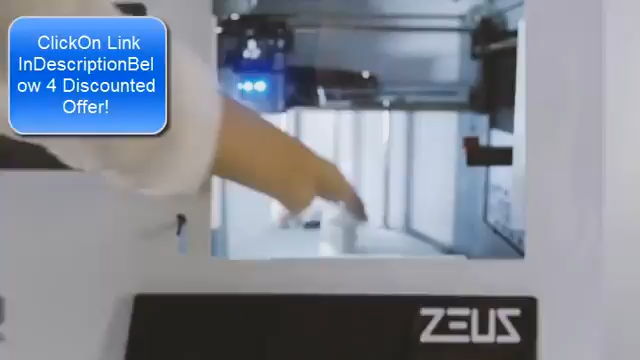 ClickOn Link
InDescriptionBel
ow 4 Discounted
Offer!
ZEUS